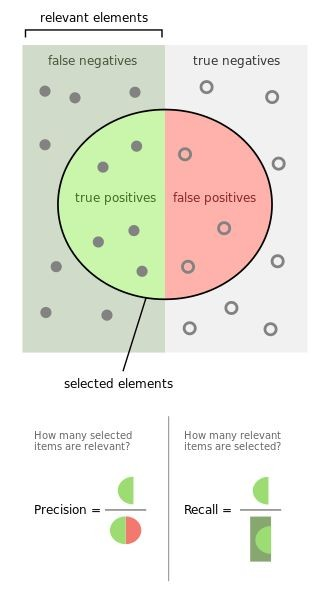 relevant elements
false negatives
true negatives
true positives
false positives
selected elements
How many selected
items are relevant?
How many relevant
items are selected?
Precision =
Recall =